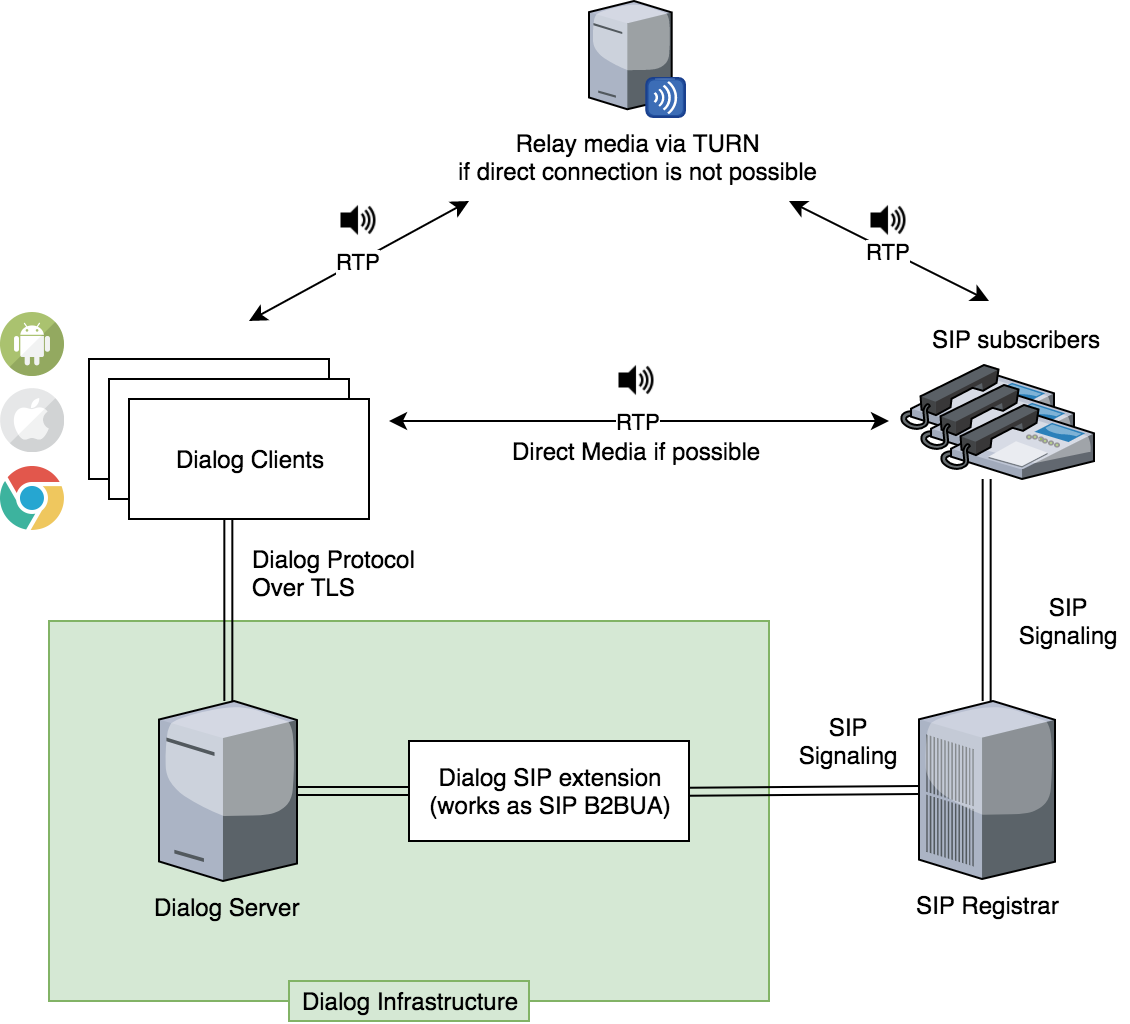 Relay media via TURN
if direct connection is not possible
RTP
RTP
SIP subscribers
RTP
Direct Media if possible
Dialog Clients
Dialog Protocol
Over TLS
SIP
Signaling
SIP
Signaling
Dialog SIP extension
(works as SIP B2BUA)
Dialog Server
SIP Registrar
Dialog Infrastructure